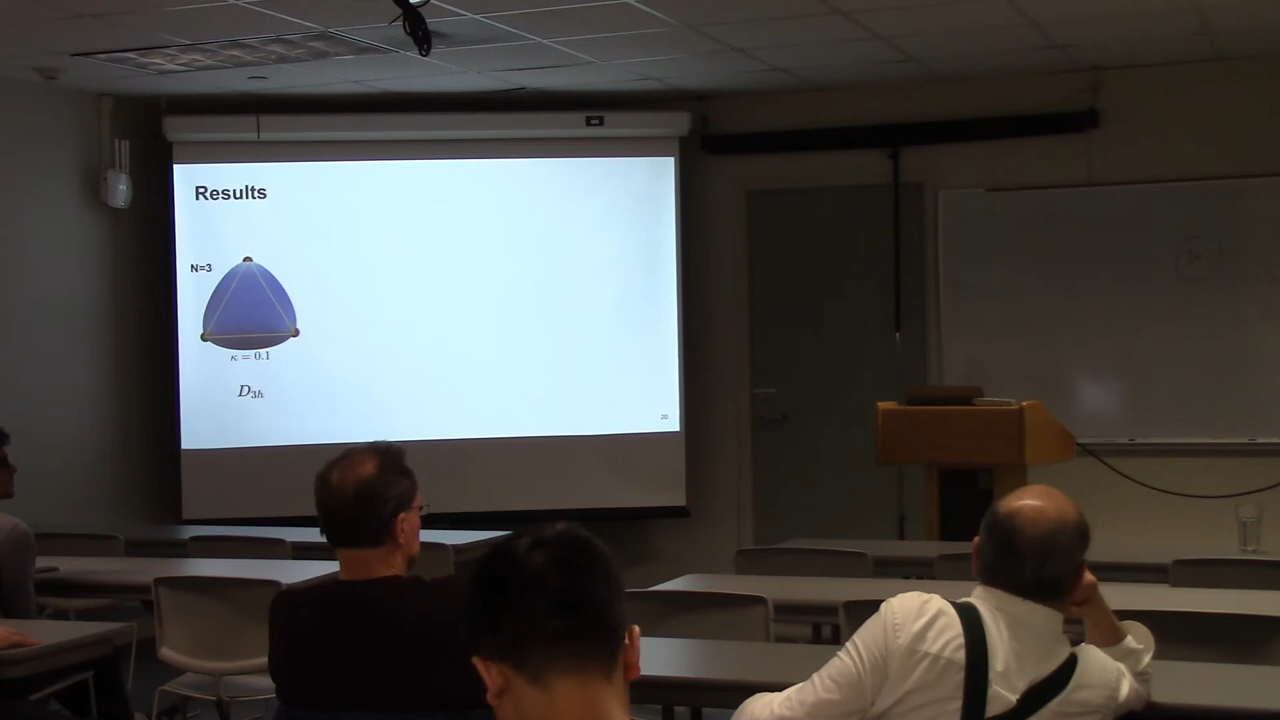 Results
N=3
κ = 0.1
D₃ₕ
20